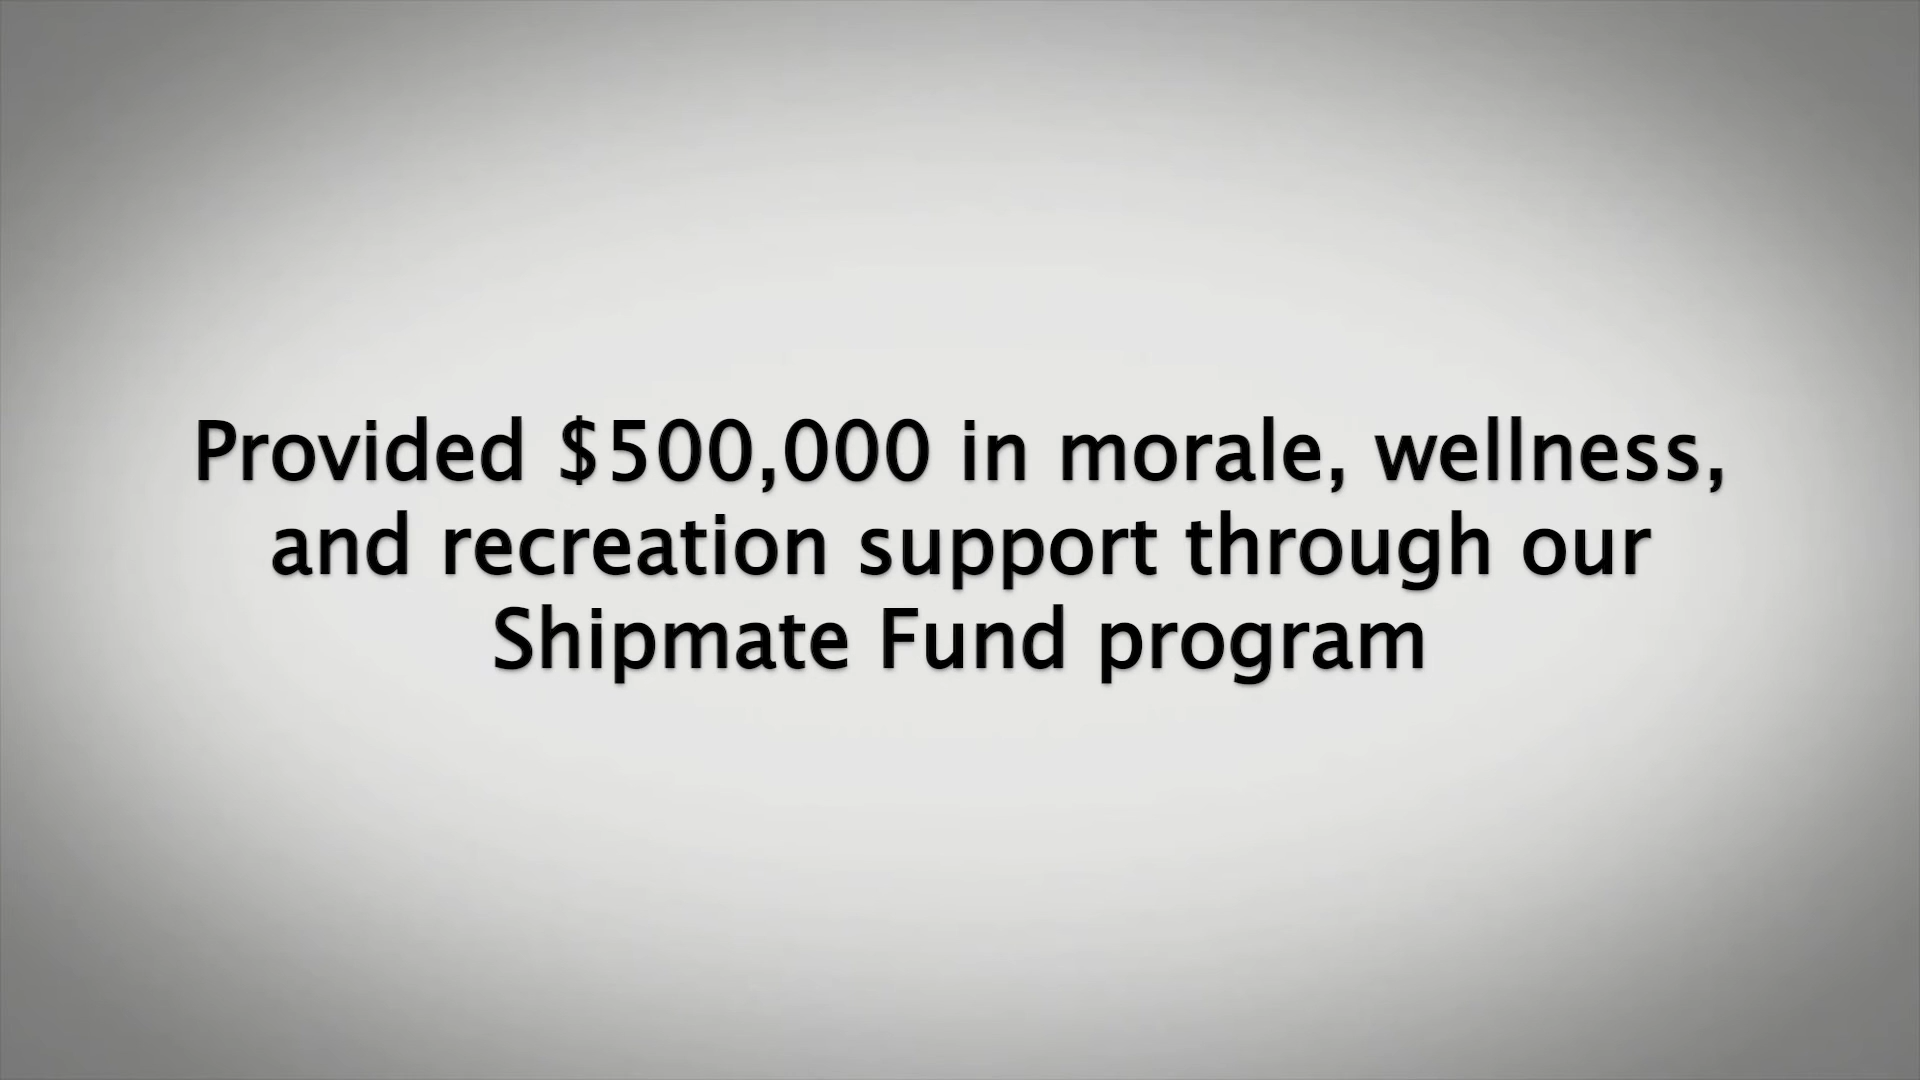 Provided $500,000 in morale, wellness,
and recreation support through our
Shipmate Fund program